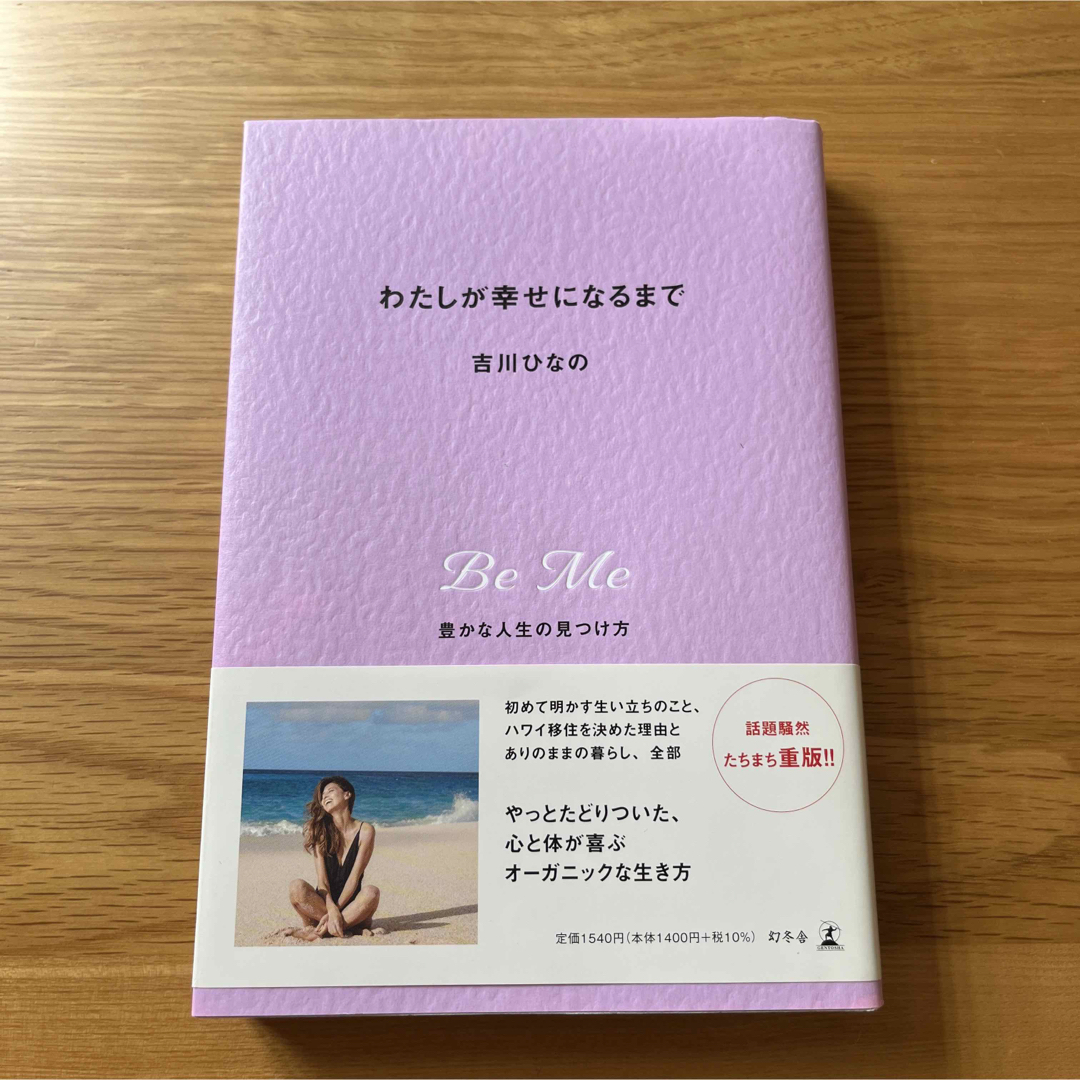 わたしが幸せになるまで
吉川ひなの
Be Me
豊かな人生の見つけ方
初めて明かす生い立ちのこと、
ハワイ移住を決めた理由と
ありのままの暮らし、全部
話題騒然
たちまち重版!!
やっとたどりついた、
心と体が喜ぶ
オーガニックな生き方
定価1540円(本体1400円+税10%) 幻冬舎
GENTOSHA